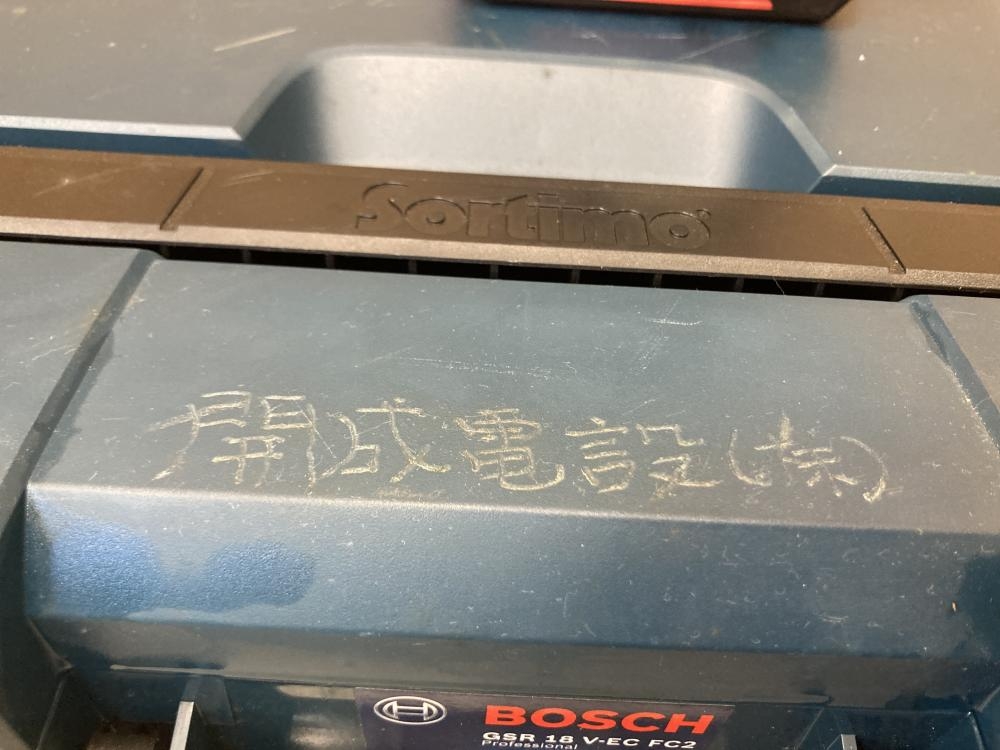 Sortimo
開成電設(株)
BOSCH
GSR 18 V-EC FC2
Professional